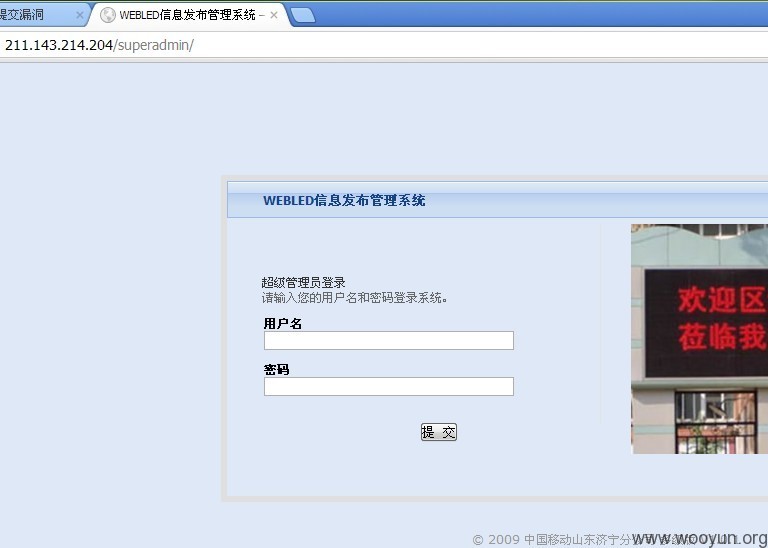 提交漏洞
WEBLED信息发布管理系统 –
211.143.214.204/superadmin/
WEBLED信息发布管理系统
超级管理员登录
请输入您的用户名和密码登录系统。
用户名
密码
提 交
欢迎区
莅临我
© 2009 中国移动山东济宁分
www.wooyun.org